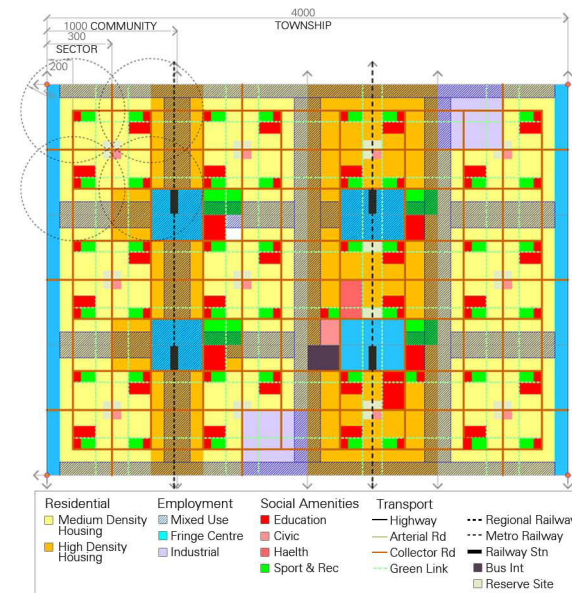 4000
1000 COMMUNITY
TOWNSHIP
300
SECTOR
200
Residential
Medium Density
Housing
High Density
Housing
Employment
Mixed Use
Fringe Centre
Industrial
Social Amenities
Education
Civic
Haelth
Sport & Rec
Transport
Highway
Arterial Rd
Collector Rd
Green Link
Regional Railway
Metro Railway
Railway Stn
Bus Int
Reserve Site